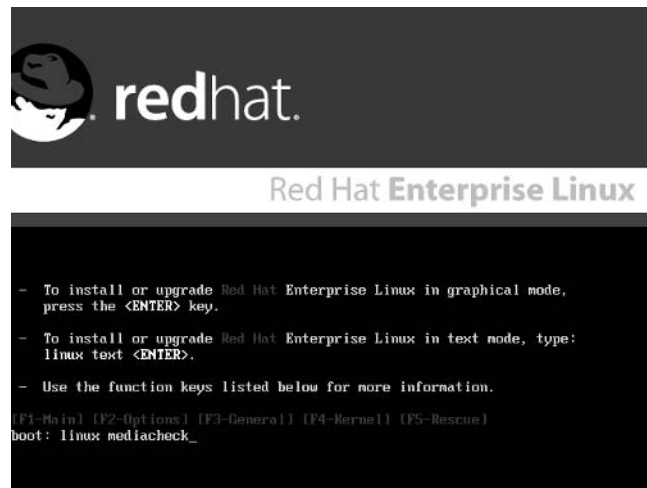 redhat.
Red Hat Enterprise Linux
- To install or upgrade Red Hat Enterprise Linux in graphical mode,
press the <ENTER> key.
- To install or upgrade Red Hat Enterprise Linux in text mode, type:
linux text <ENTER>.
- Use the function keys listed below for more information.
[F1-Main] [F2-Options] [F3-General] [F4-Kernel] [F5-Rescue]
boot: linux mediacheck_